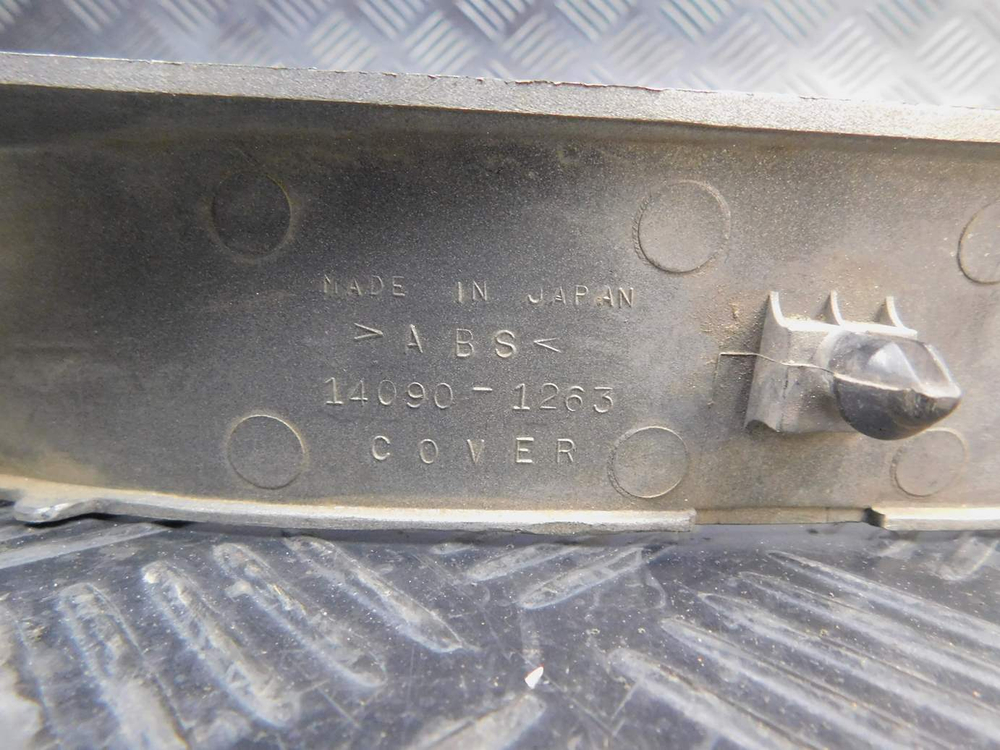 MADE IN JAPAN
>ABS<
14090-1263
COVER